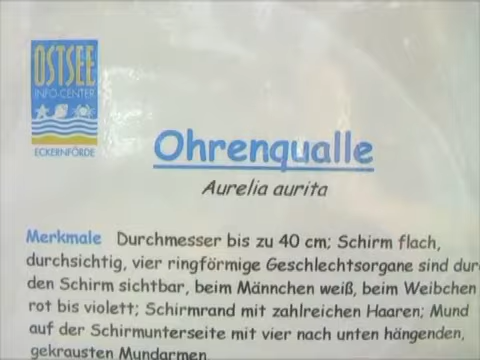 OSTSEE
INFO-CENTER
ECKERNFÖRDE
Ohrenqualle
Aurelia aurita
Merkmale Durchmesser bis zu 40 cm; Schirm flach,
durchsichtig, vier ringförmige Geschlechtsorgane sind dur
den Schirm sichtbar, beim Männchen weiß, beim Weibchen
rot bis violett; Schirmrand mit zahlreichen Haaren; Mund
auf der Schirmunterseite mit vier nach unten hängenden,
gekrausten Mundarmen